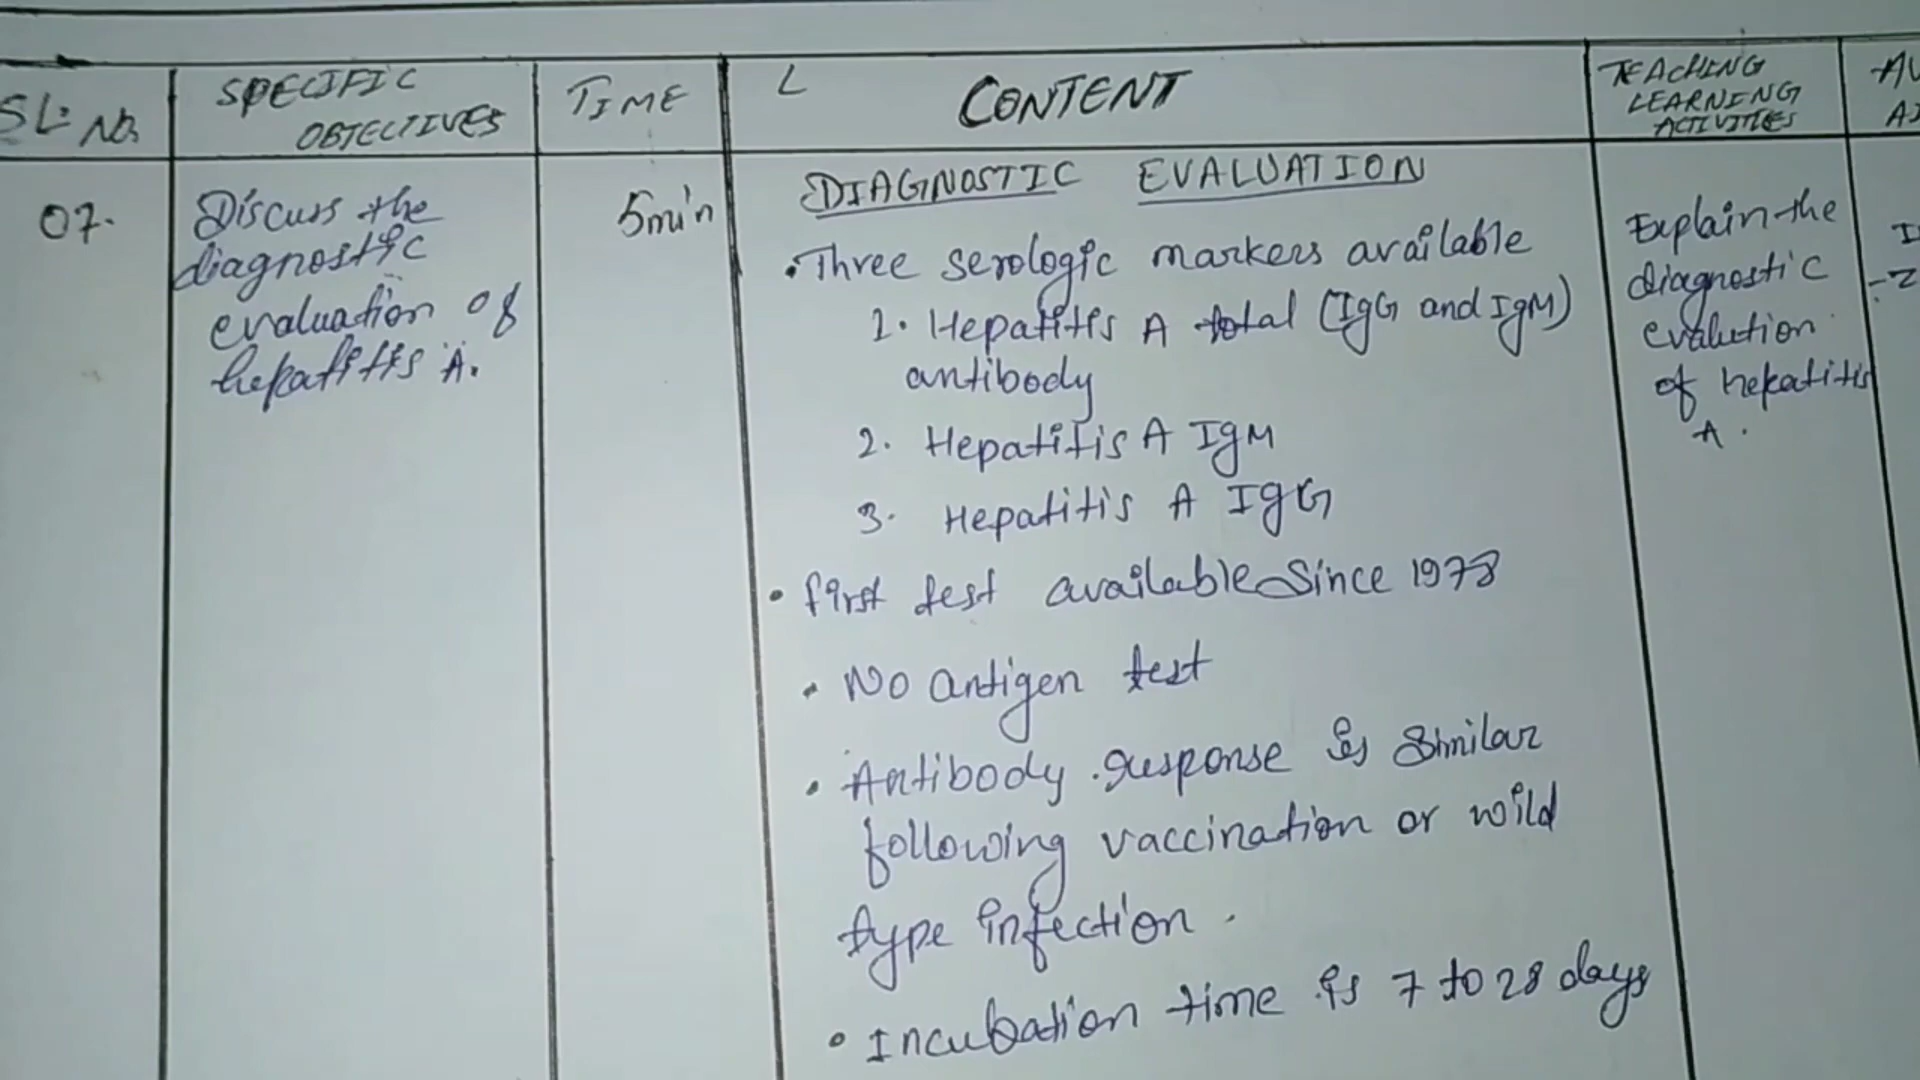 SL. No.
SPECIFIC
OBJECTIVES
TIME
CONTENT
TEACHING
LEARNING
ACTIVITIES
07.
Discuss the
diagnostic
evaluation of
hepatitis A.
5min
DIAGNOSTIC EVALUATION
• Three serologic markers available
1. Hepatitis A total (IgG and IgM)
antibody
2. Hepatitis A IgM
3. Hepatitis A IgG
• first test available since 1978
• No antigen test
• Antibody response is similar
following vaccination or wild
type infection.
• Incubation time is 7 to 28 days
Explain the
diagnostic
evalution
of hepatitis
A.